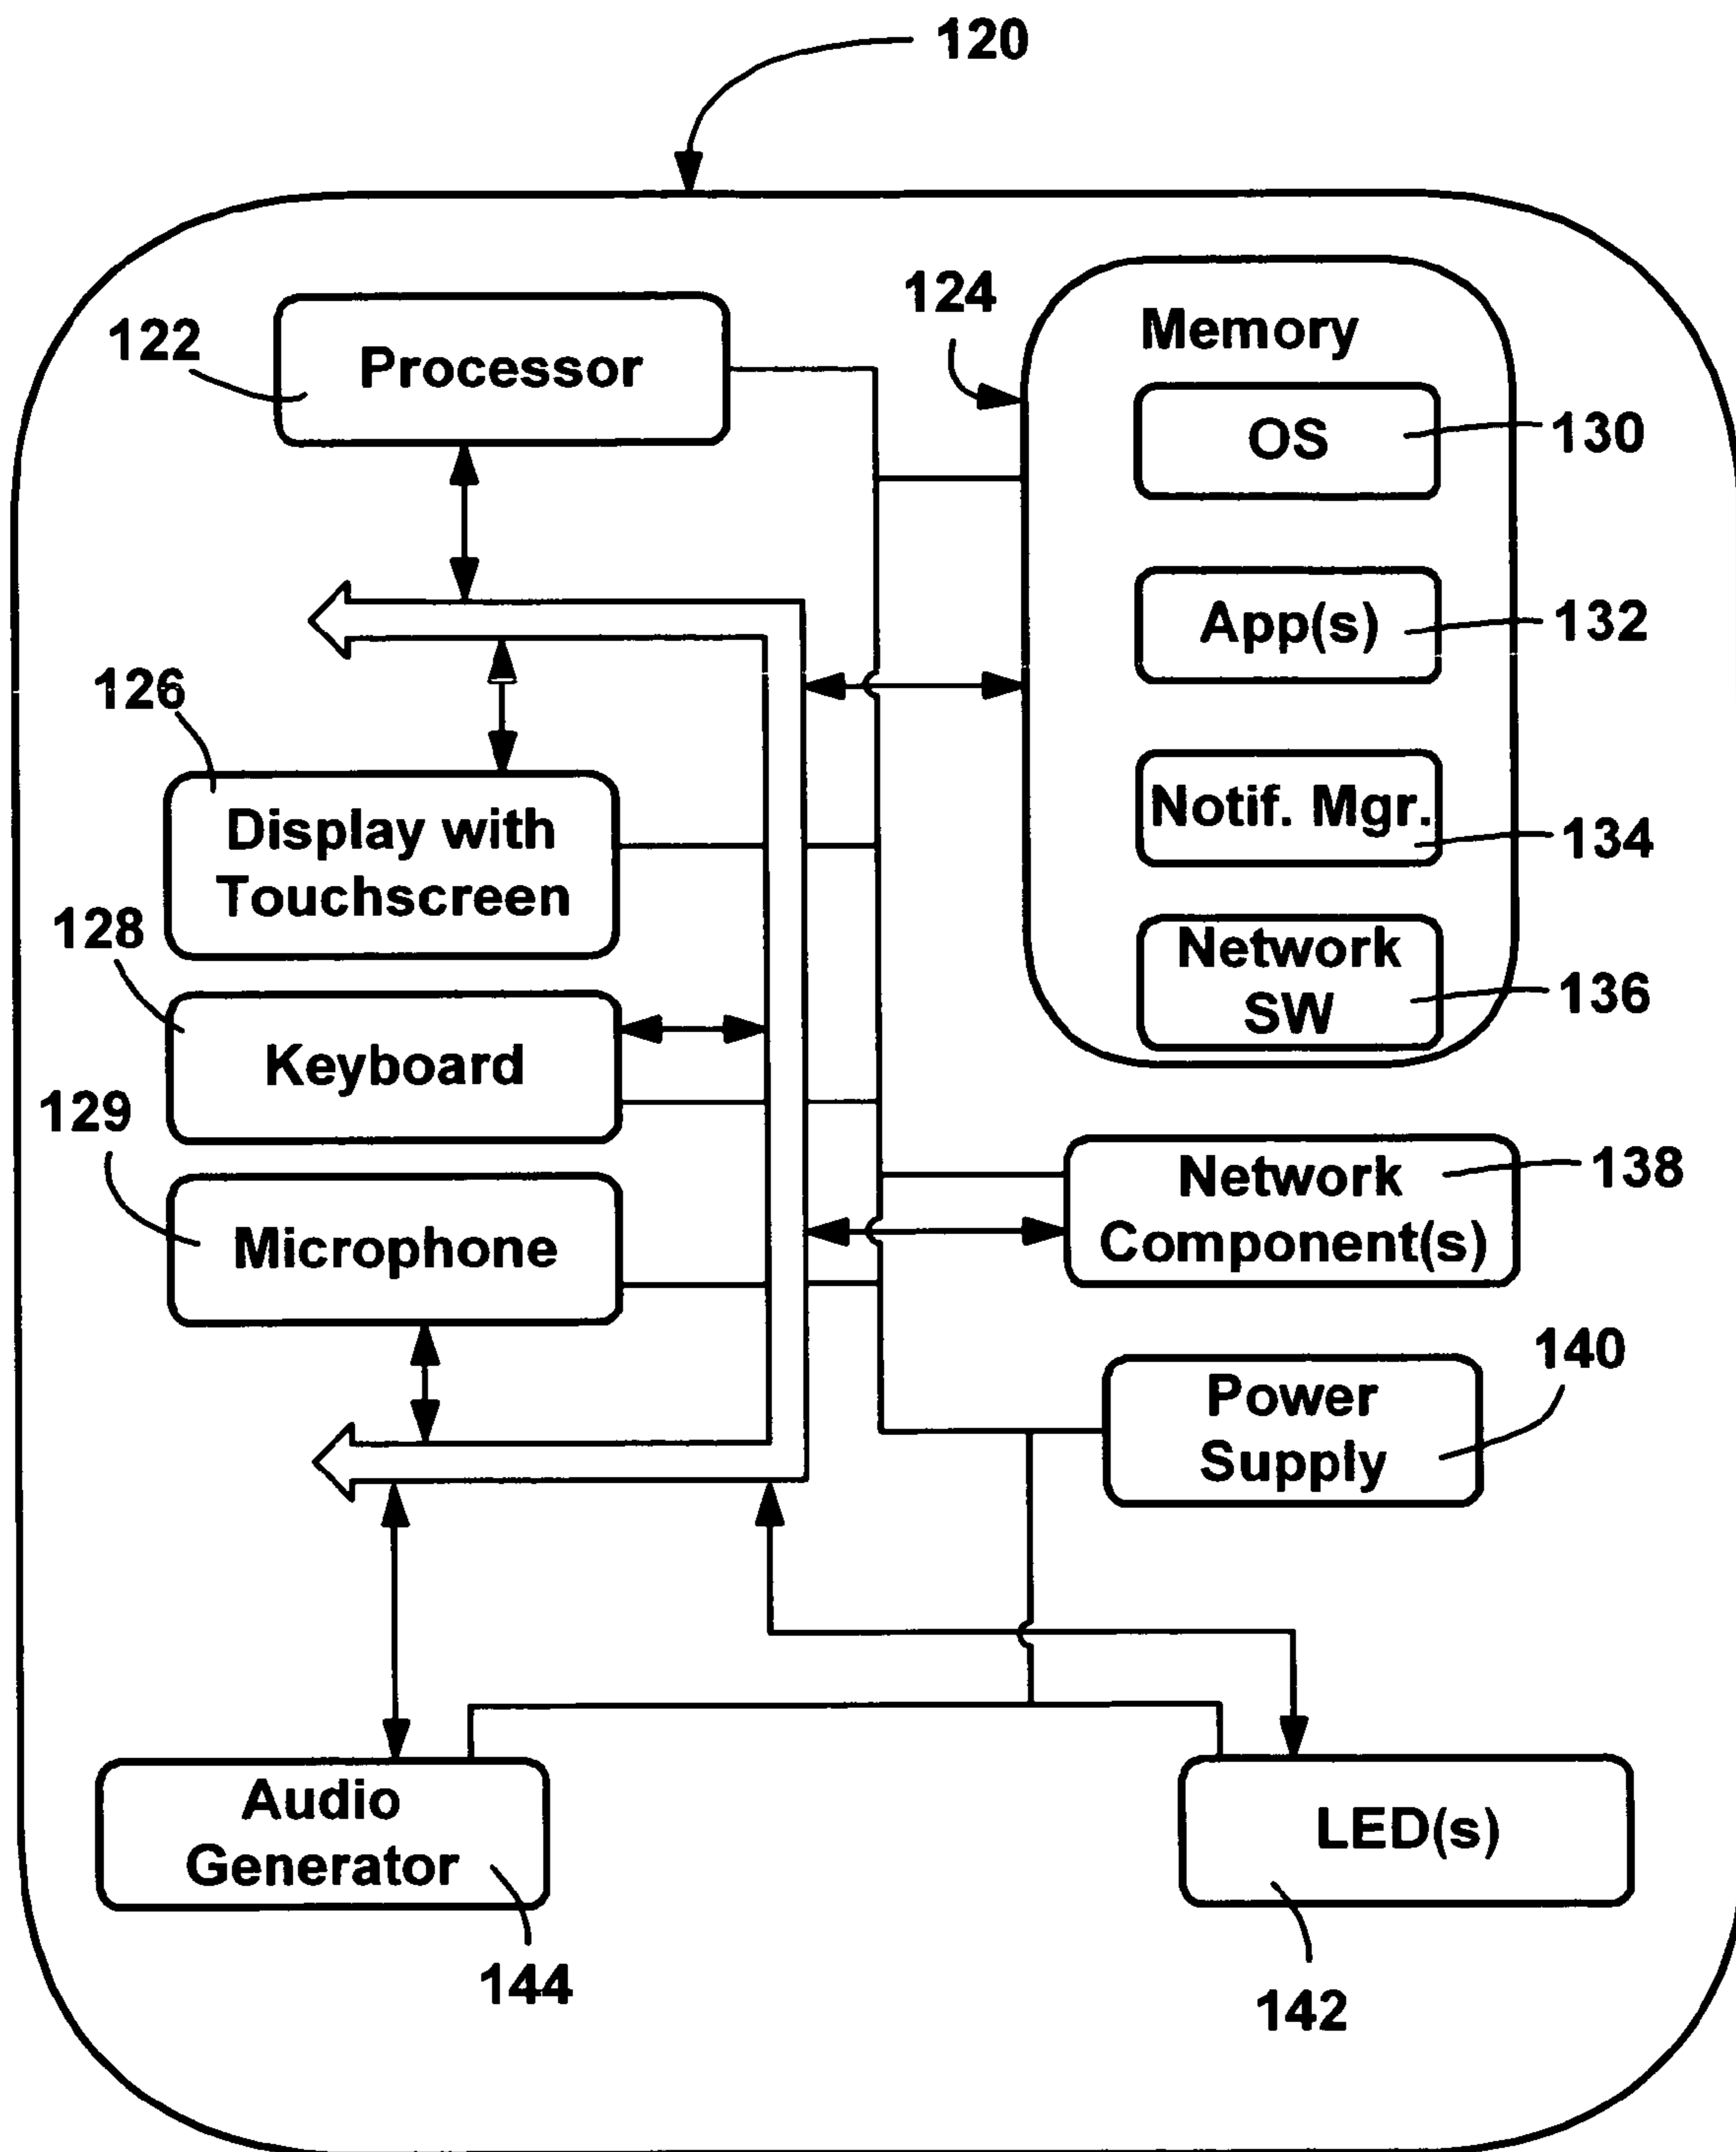 120
124
Memory
122
Processor
OS
130
App(s)
132
126
Notif. Mgr.
134
Display with
Touchscreen
128
Network
SW
136
Keyboard
129
Network
Component(s)
138
Microphone
140
Power
Supply
Audio
Generator
LED(s)
144
142